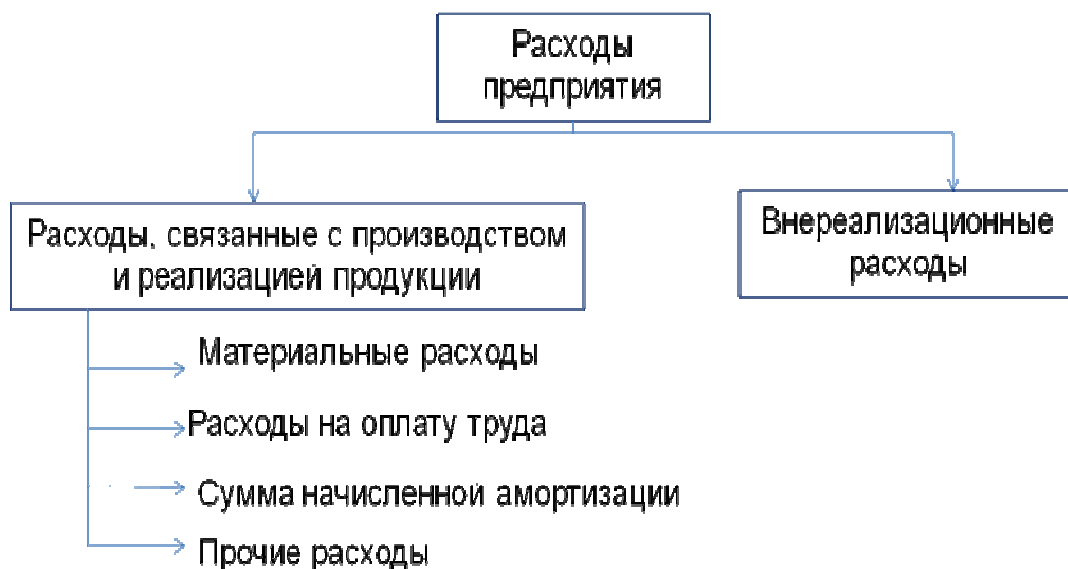 Расходы
предприятия
Расходы, связанные с производством
и реализацией продукции
Внереализационные
расходы
Материальные расходы
Расходы на оплату труда
Сумма начисленной амортизации
Прочие расходы